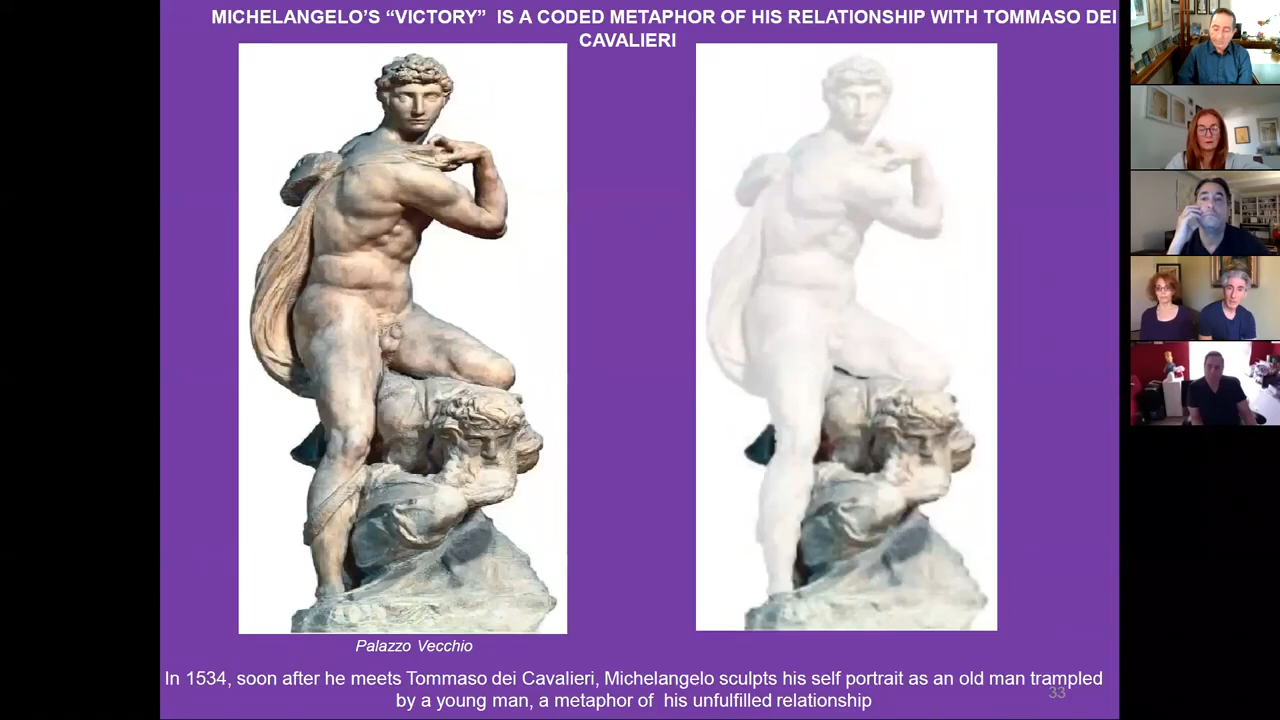 MICHELANGELO'S “VICTORY” IS A CODED METAPHOR OF HIS RELATIONSHIP WITH TOMMASO DEI
CAVALIERI
Palazzo Vecchio
In 1534, soon after he meets Tommaso dei Cavalieri, Michelangelo sculpts his self portrait as an old man trampled
by a young man, a metaphor of his unfulfilled relationship
33